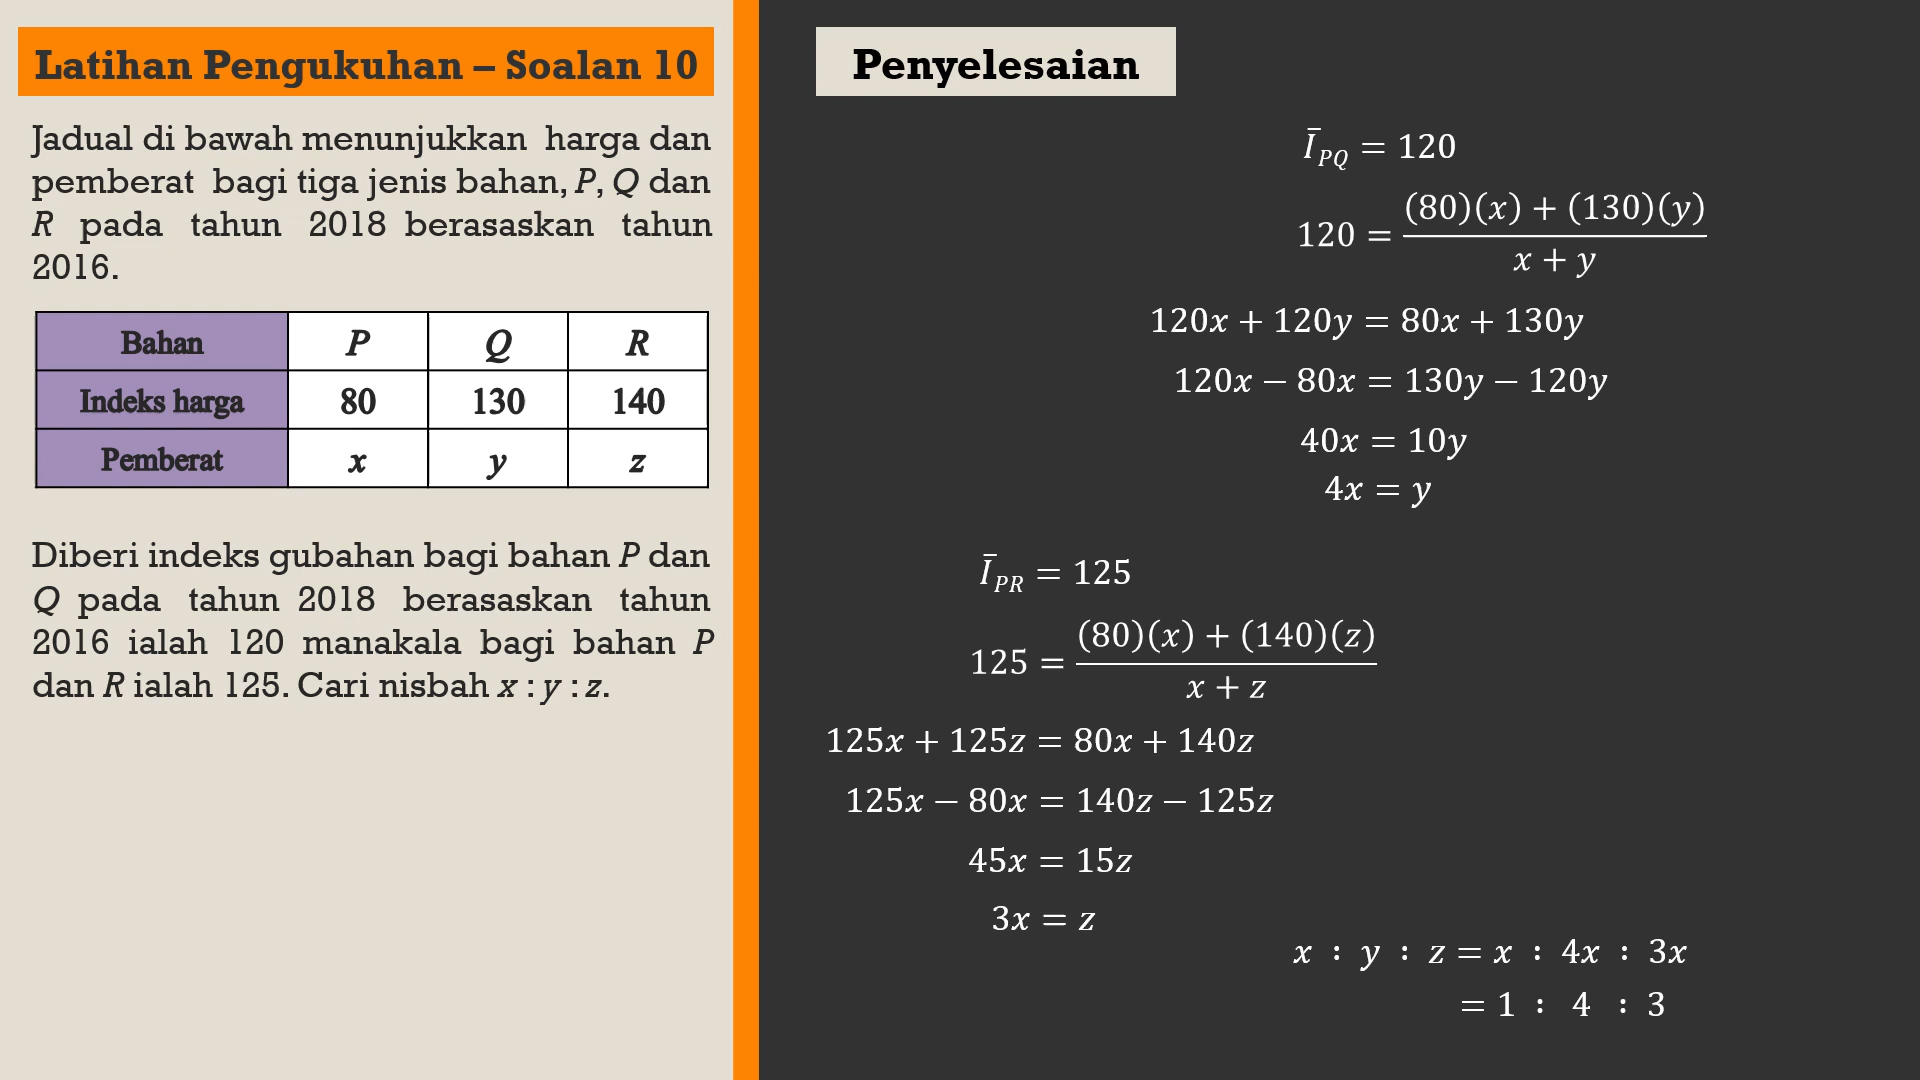 Latihan Pengukuhan – Soalan 10
Jadual di bawah menunjukkan harga dan
pemberat bagi tiga jenis bahan, P, Q dan
R pada tahun 2018 berasaskan tahun
2016.
Bahan P Q R
Indeks harga 80 130 140
Pemberat x y z
Diberi indeks gubahan bagi bahan P dan
Q pada tahun 2018 berasaskan tahun
2016 ialah 120 manakala bagi bahan P
dan R ialah 125. Cari nisbah x : y : z.
Penyelesaian
Ī_PQ = 120
120 = ((80)(x) + (130)(y)) / (x + y)
120x + 120y = 80x + 130y
120x − 80x = 130y − 120y
40x = 10y
4x = y
Ī_PR = 125
125 = ((80)(x) + (140)(z)) / (x + z)
125x + 125z = 80x + 140z
125x − 80x = 140z − 125z
45x = 15z
3x = z
x : y : z = x : 4x : 3x
= 1 : 4 : 3